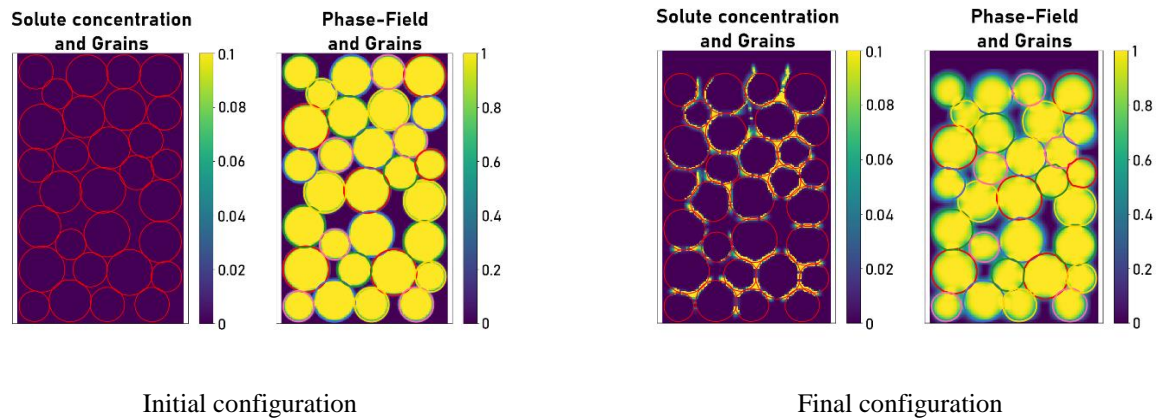 Solute concentration
and Grains
0.1
0.08
0.06
0.04
0.02
0
Phase-Field
and Grains
1
0.8
0.6
0.4
0.2
0
Solute concentration
and Grains
0.1
0.08
0.06
0.04
0.02
0
Phase-Field
and Grains
1
0.8
0.6
0.4
0.2
0
Initial configuration
Final configuration